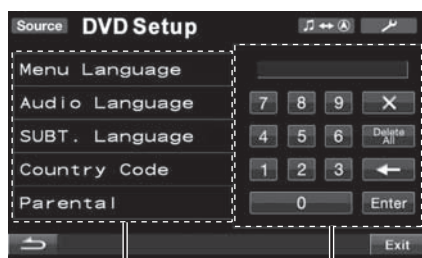 Source DVD Setup
Menu Language
Audio Language
SUBT. Language
Country Code
Parental
7 8 9 X
4 5 6 Delete All
1 2 3
0 Enter
Exit